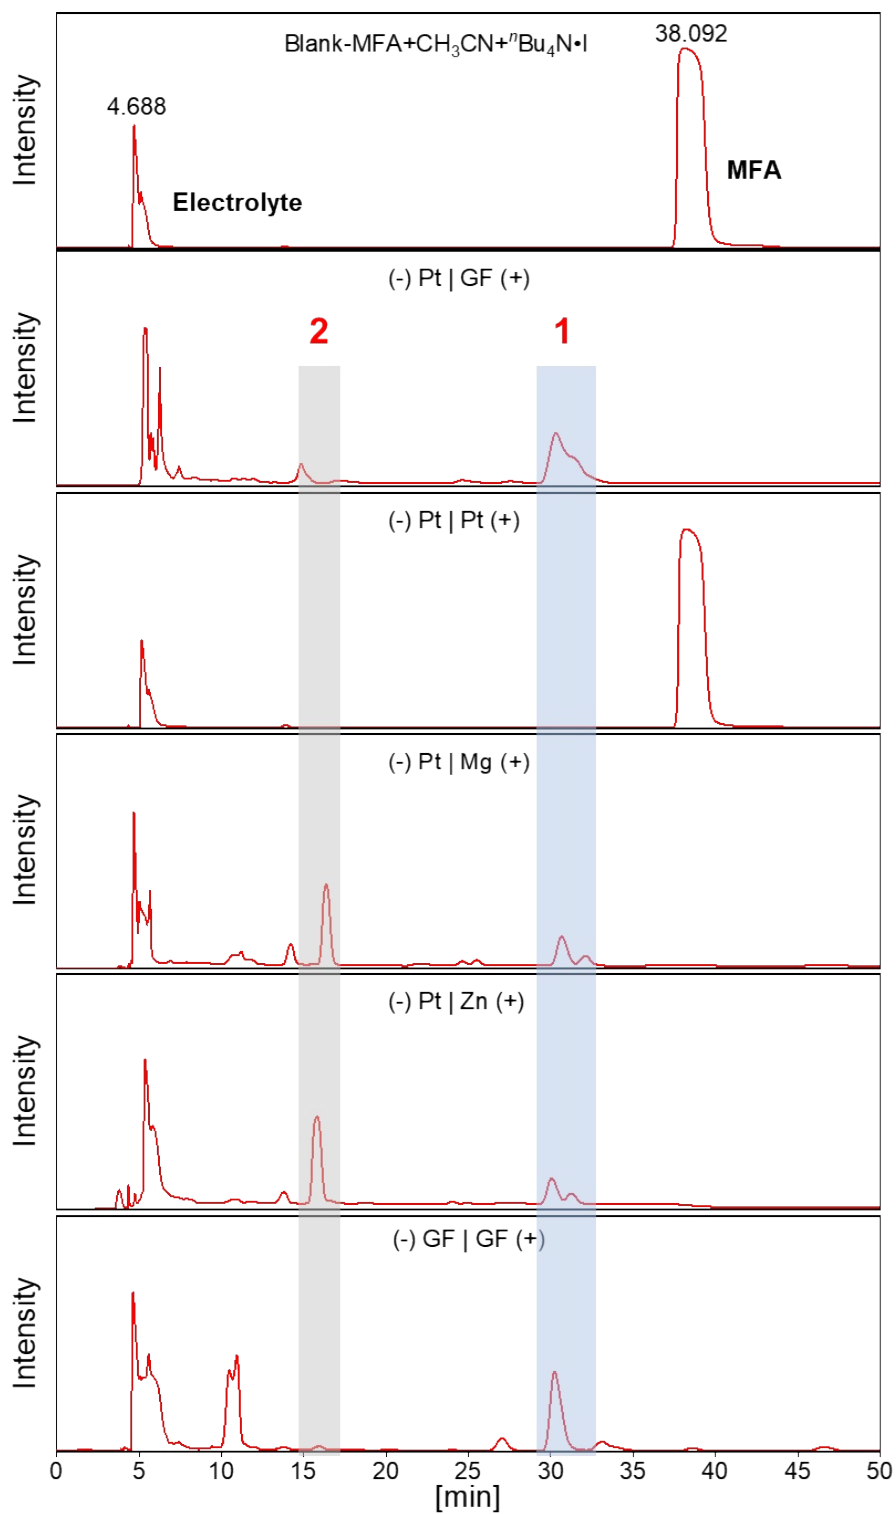 Blank-MFA+CH₃CN+ⁿBu₄N•I
38.092
4.688
Electrolyte
MFA
Intensity
(-) Pt | GF (+)
2
1
Intensity
(-) Pt | Pt (+)
Intensity
(-) Pt | Mg (+)
Intensity
(-) Pt | Zn (+)
Intensity
(-) GF | GF (+)
Intensity
0 5 10 15 20 25 30 35 40 45 50
[min]